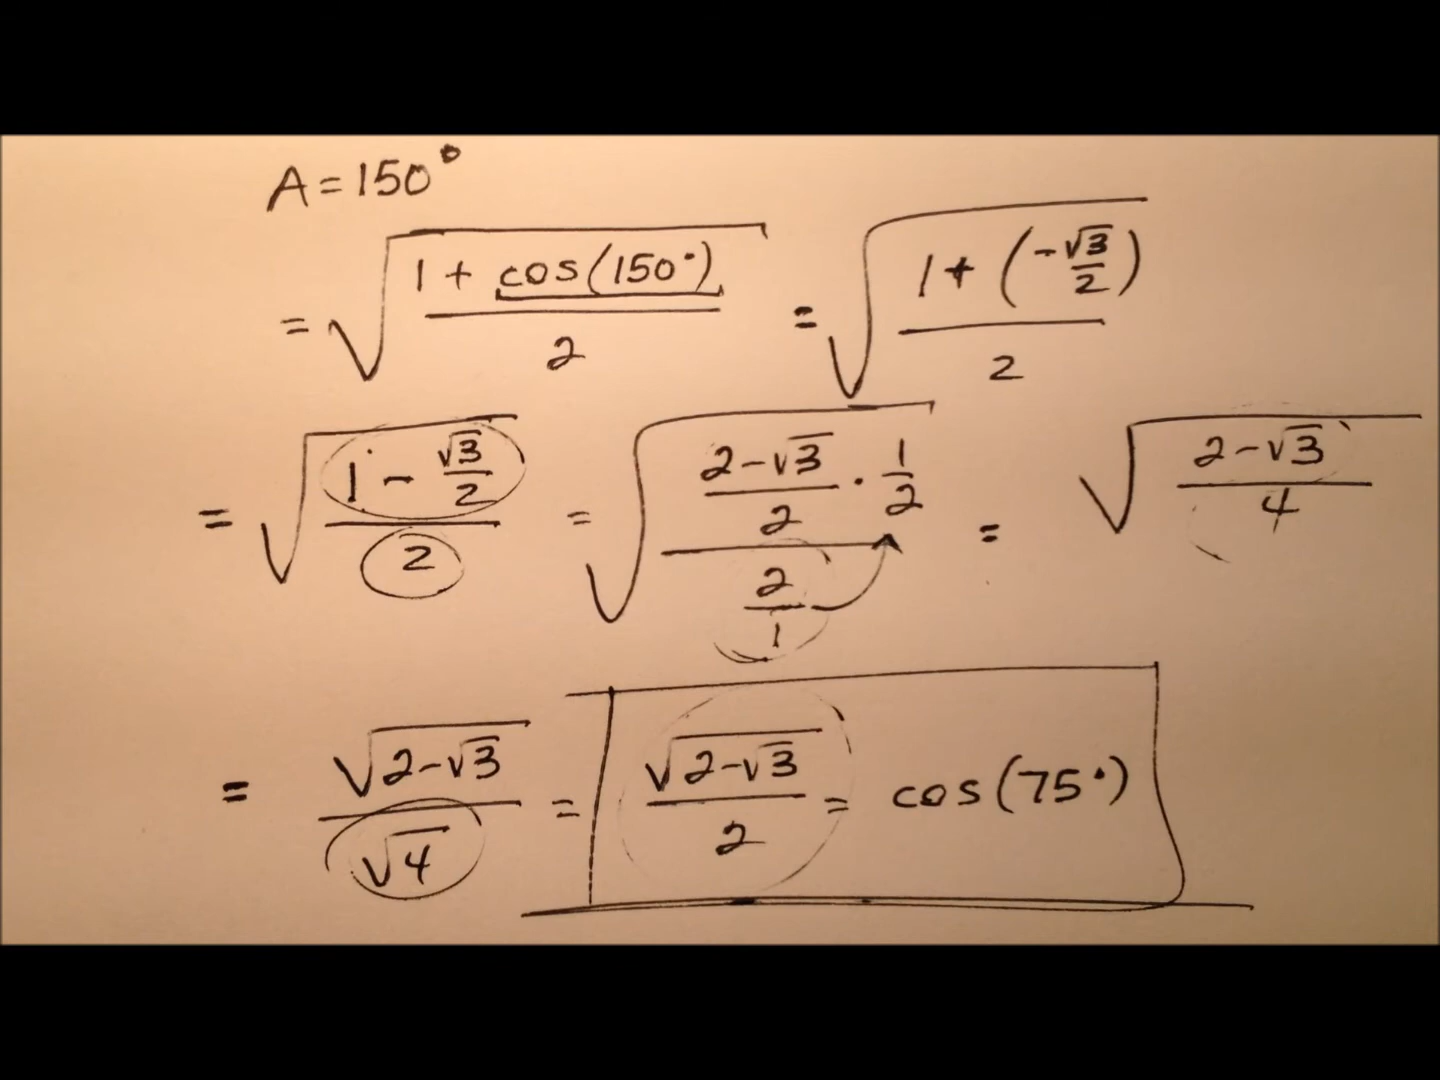 A = 150°
= √((1 + cos(150°))/2) = √((1 + (-√3/2))/2)
= √((1 - √3/2)/2) = √(((2-√3)/2 · 1/2)/(2/1)) = √((2-√3)/4)
= √(2-√3)/√4 = √(2-√3)/2 = cos(75°)